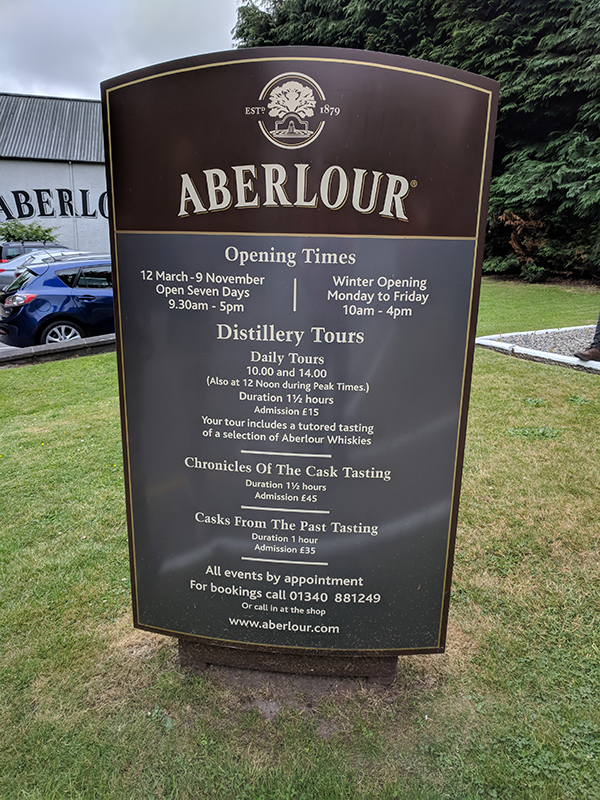 ESTD 1879
ABERLOUR®
ABERLO
Opening Times
12 March - 9 November
Open Seven Days
9.30am - 5pm
Winter Opening
Monday to Friday
10am - 4pm
Distillery Tours
Daily Tours
10.00 and 14.00
(Also at 12 Noon during Peak Times.)
Duration 1½ hours
Admission £15
Your tour includes a tutored tasting
of a selection of Aberlour Whiskies
Chronicles Of The Cask Tasting
Duration 1½ hours
Admission £45
Casks From The Past Tasting
Duration 1 hour
Admission £35
All events by appointment
For bookings call 01340 881249
Or call in at the shop
www.aberlour.com